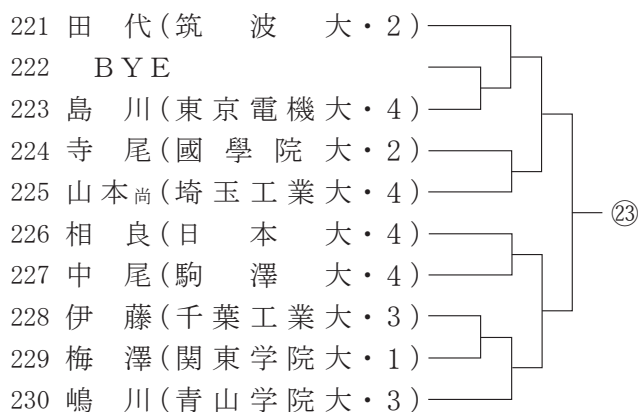 221 田 代(筑 波 大・2)
222 BYE
223 島 川(東京電機大・4)
224 寺 尾(國 學 院 大・2)
225 山本尚(埼玉工業大・4)
226 相 良(日 本 大・4)
227 中 尾(駒 澤 大・4)
228 伊 藤(千葉工業大・3)
229 梅 澤(関東学院大・1)
230 嶋 川(青山学院大・3)
㉓